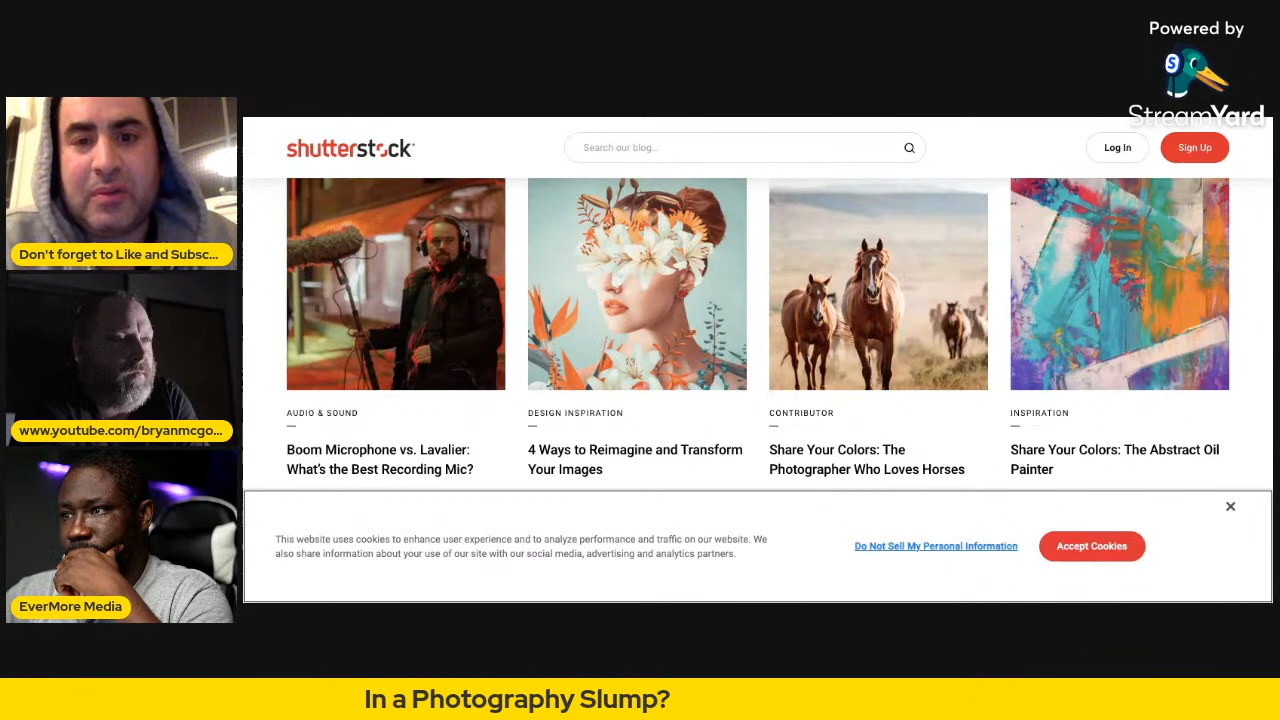 Powered by
StreamYard
Don't forget to Like and Subsc...
www.youtube.com/bryanmcgo...
EverMore Media
shutterstock
Search our blog...
Log In
Sign Up
AUDIO & SOUND
Boom Microphone vs. Lavalier:
What's the Best Recording Mic?
DESIGN INSPIRATION
4 Ways to Reimagine and Transform
Your Images
CONTRIBUTOR
Share Your Colors: The
Photographer Who Loves Horses
INSPIRATION
Share Your Colors: The Abstract Oil
Painter
This website uses cookies to enhance user experience and to analyze performance and traffic on our website. We
also share information about your use of our site with our social media, advertising and analytics partners.
Do Not Sell My Personal Information
Accept Cookies
In a Photography Slump?